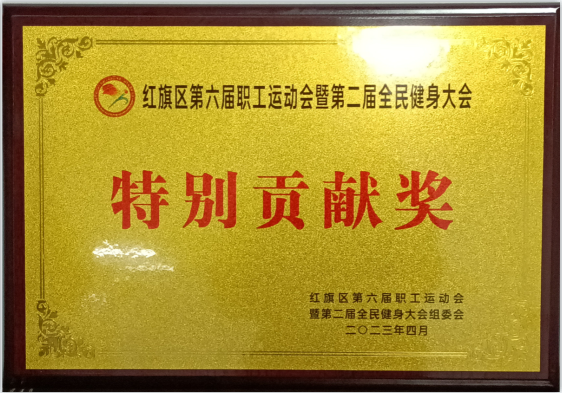 红旗区第六届职工运动会暨第二届全民健身大会
特别贡献奖
红旗区第六届职工运动会
暨第二届全民健身大会组委会
二〇二三年四月